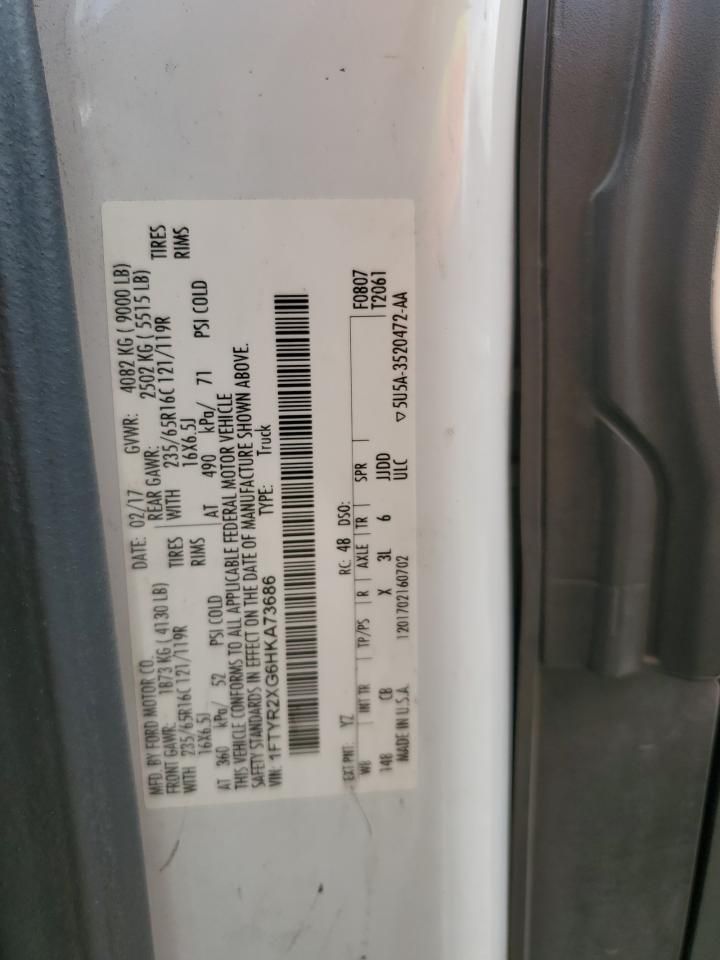 MFD. BY FORD MOTOR CO.
DATE: 02/17 GVWR: 4082 KG ( 9000 LB)
FRONT GAWR: 1873 KG ( 4130 LB) REAR GAWR: 2502 KG ( 5515 LB)
WITH 235/65R16C 121/119R TIRES WITH 235/65R16C 121/119R TIRES
16X6.5J RIMS 16X6.5J RIMS
AT 360 kPa/ 52 PSI COLD AT 490 kPa/ 71 PSI COLD
THIS VEHICLE CONFORMS TO ALL APPLICABLE FEDERAL MOTOR VEHICLE
SAFETY STANDARDS IN EFFECT ON THE DATE OF MANUFACTURE SHOWN ABOVE.
VIN: 1FTYR2XG6HKA73686 TYPE: Truck
EXT PNT: YZ RC: 48 DSO: F0807
WB INT TR TP/PS R AXLE TR SPR T2061
148 CB X 3L 6 JJDD
MADE IN U.S.A. 1201702160702 ULC ▽5U5A-3520472-AA